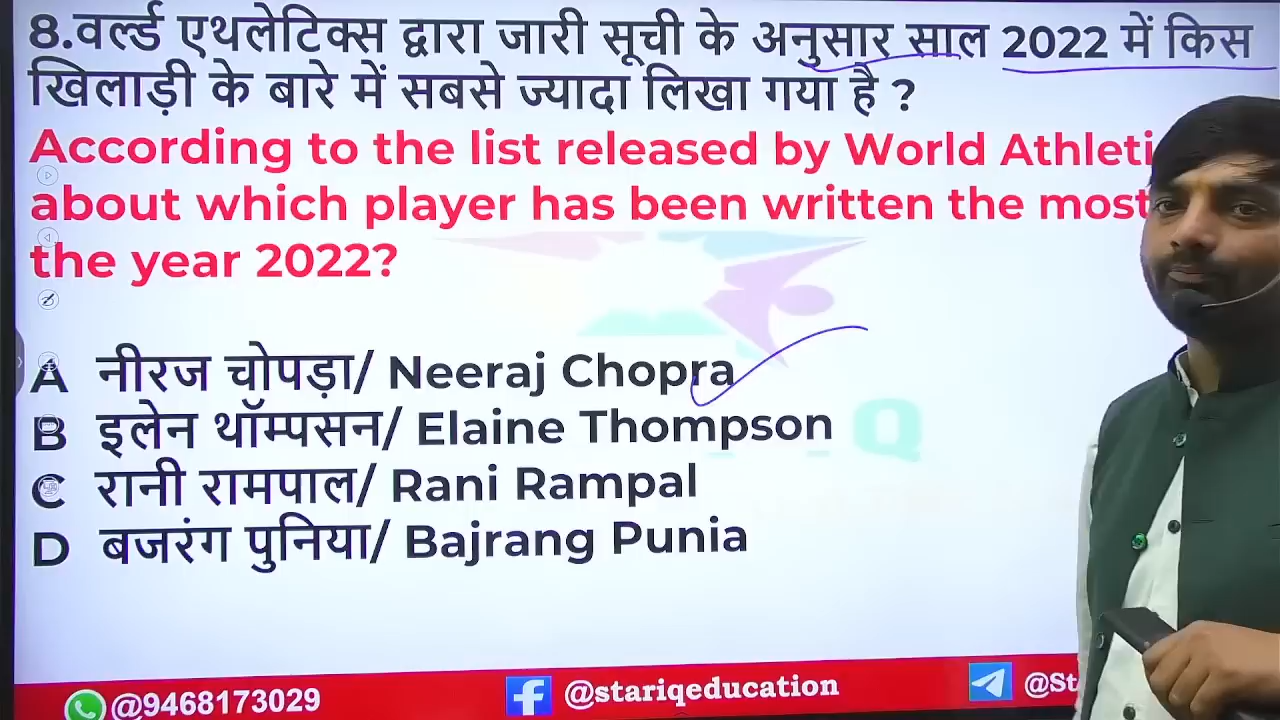 8.वर्ल्ड एथलेटिक्स द्वारा जारी सूची के अनुसार साल 2022 में किस
खिलाड़ी के बारे में सबसे ज्यादा लिखा गया है ?
According to the list released by World Athleti
about which player has been written the most
the year 2022?
A नीरज चोपड़ा/ Neeraj Chopra
B इलेन थॉम्पसन/ Elaine Thompson
C रानी रामपाल/ Rani Rampal
D बजरंग पुनिया/ Bajrang Punia
Q
@9468173029 @stariqeducation @St